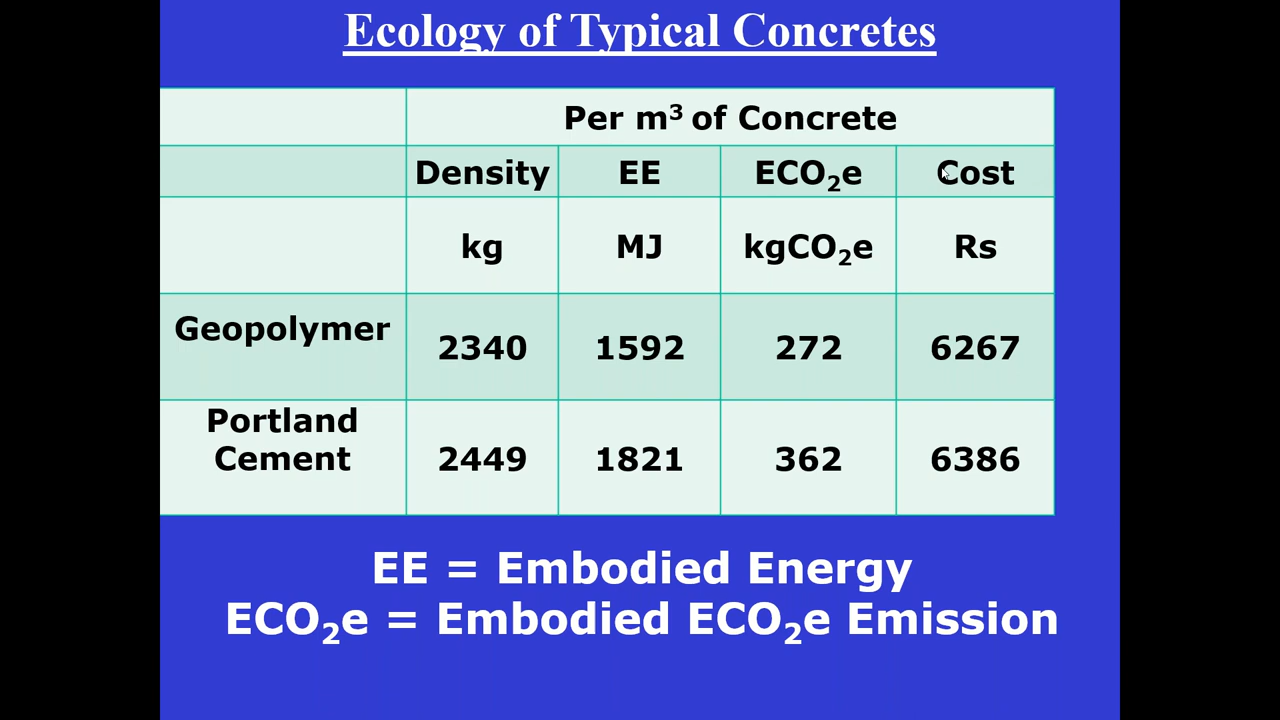 Ecology of Typical Concretes
Per m³ of Concrete
Density EE ECO₂e Cost
kg MJ kgCO₂e Rs
Geopolymer 2340 1592 272 6267
Portland
Cement 2449 1821 362 6386
EE = Embodied Energy
ECO₂e = Embodied ECO₂e Emission